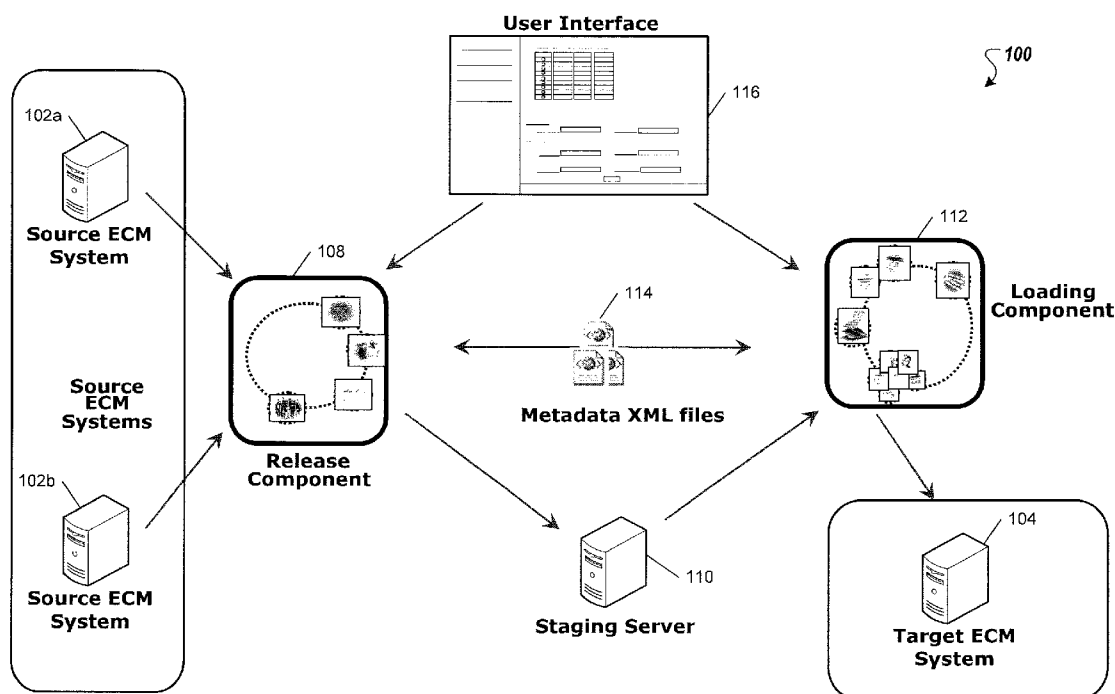 User Interface
100
116
102a
Source ECM
System
112
108
Loading
Component
114
Source
ECM
Systems
Metadata XML files
Release
Component
102b
104
110
Source ECM
System
Staging Server
Target ECM
System